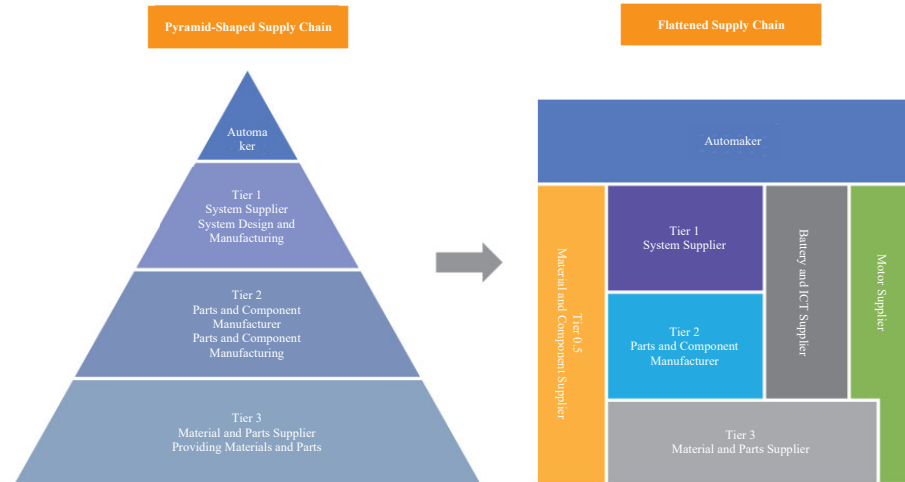 Pyramid-Shaped Supply Chain
Flattened Supply Chain
Automa
ker
Tier 1
System Supplier
System Design and
Manufacturing
Tier 2
Parts and Component
Manufacturer
Parts and Component
Manufacturing
Tier 3
Material and Parts Supplier
Providing Materials and Parts
Automaker
Tier 0.5
Material and Component Supplier
Tier 1
System Supplier
Tier 2
Parts and Component
Manufacturer
Battery and ICT Supplier
Motor Supplier
Tier 3
Material and Parts Supplier